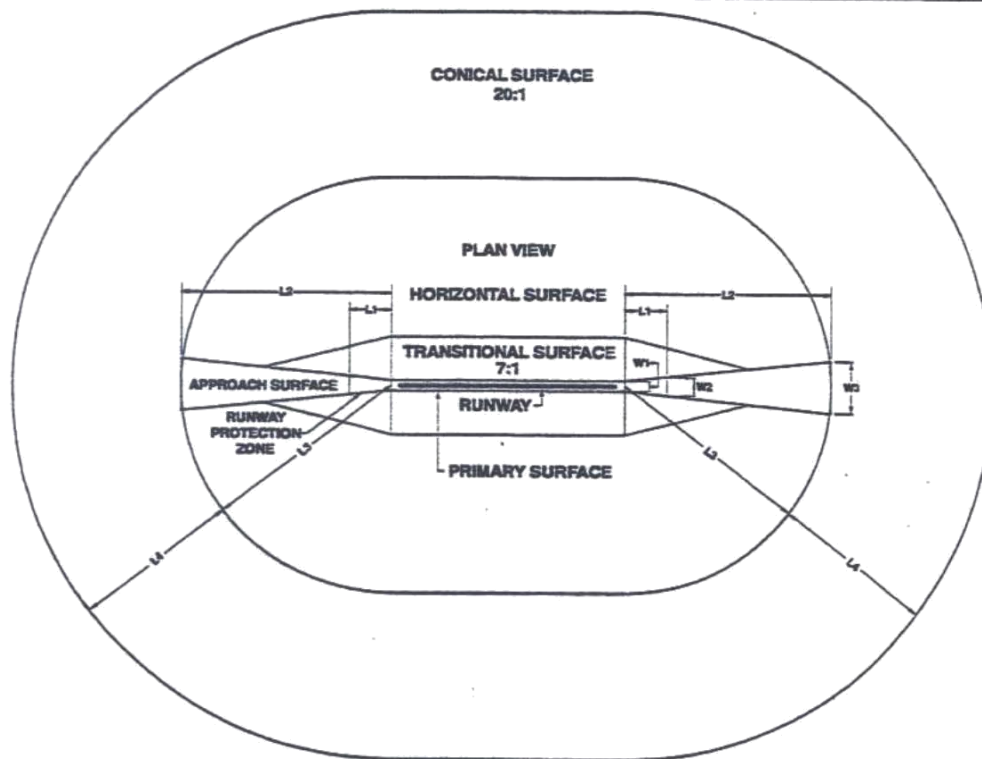 CONICAL SURFACE
20:1
PLAN VIEW
L2
HORIZONTAL SURFACE
L2
L1
L1
TRANSITIONAL SURFACE
7:1
W1
APPROACH SURFACE
W2
W3
RUNWAY
RUNWAY
PROTECTION
ZONE
L3
L3
PRIMARY SURFACE
L4
L4